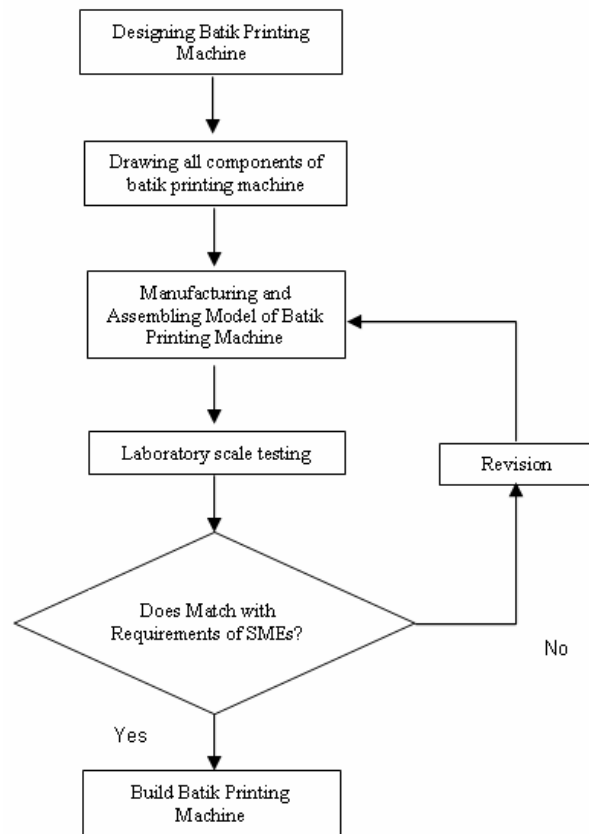 Designing Batik Printing
Machine
Drawing all components of
batik printing machine
Manufacturing and
Assembling Model of Batik
Printing Machine
Laboratory scale testing
Revision
Does Match with
Requirements of SMEs?
No
Yes
Build Batik Printing
Machine